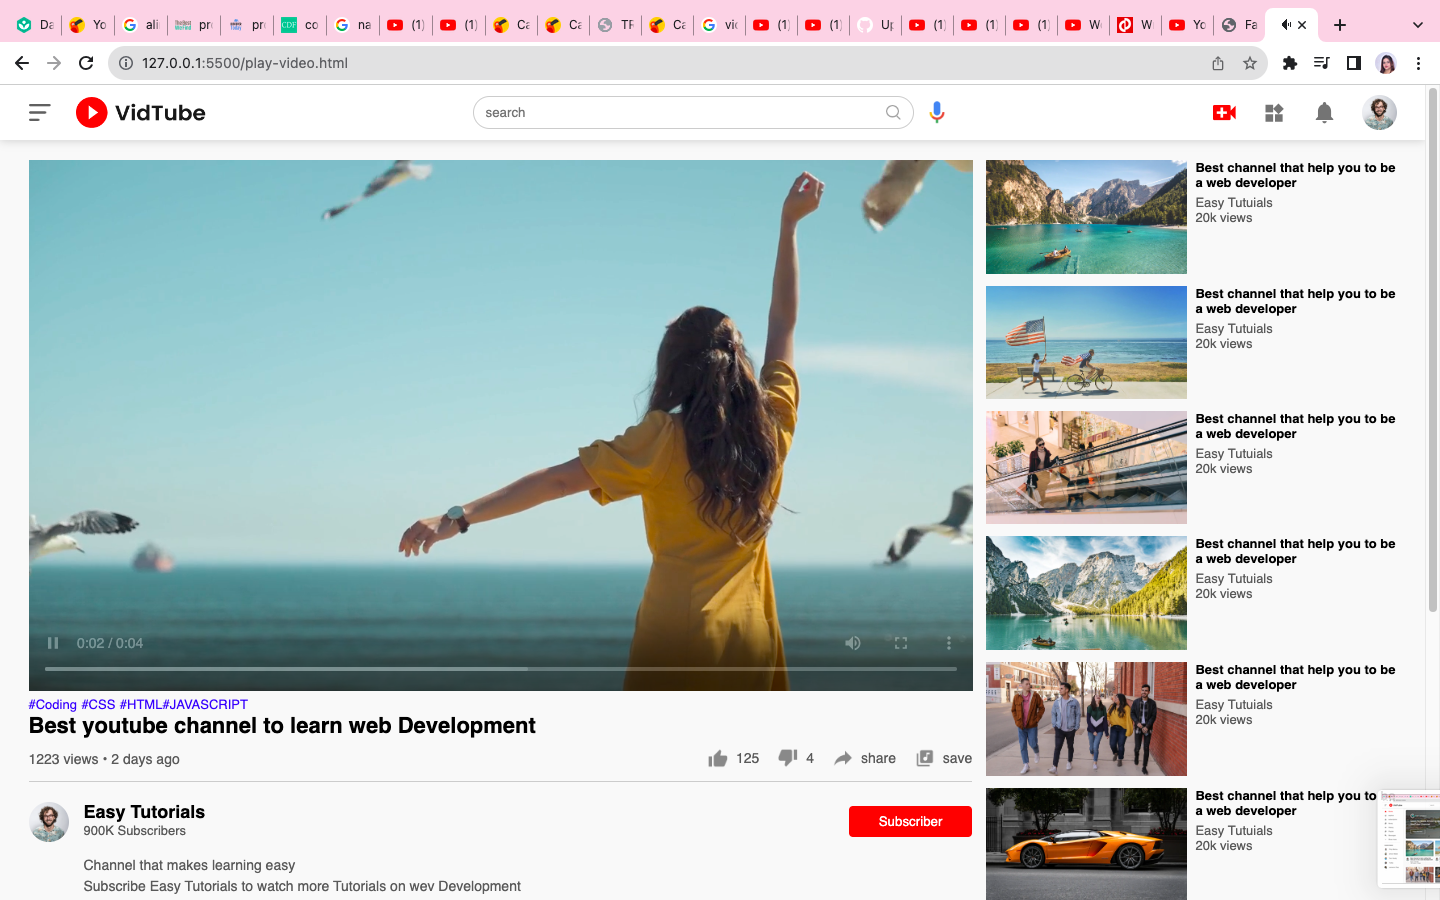 Da
Yo
ali
pr
pr
co
na
(1)
(1)
Ca
Ca
TF
Ca
vic
(1)
(1)
Up
(1)
(1)
(1)
W
Yo
Fa
127.0.0.1:5500/play-video.html
VidTube
search
Best channel that help you to be
a web developer
Easy Tutuials
20k views
Best channel that help you to be
a web developer
Easy Tutuials
20k views
Best channel that help you to be
a web developer
Easy Tutuials
20k views
Best channel that help you to be
a web developer
Easy Tutuials
20k views
Best channel that help you to be
a web developer
Easy Tutuials
20k views
Best channel that help you to
a web developer
Easy Tutuials
20k views
0:02 / 0:04
#Coding #CSS #HTML#JAVASCRIPT
Best youtube channel to learn web Development
1223 views • 2 days ago
125
4
share
save
Easy Tutorials
900K Subscribers
Subscriber
Channel that makes learning easy
Subscribe Easy Tutorials to watch more Tutorials on wev Development